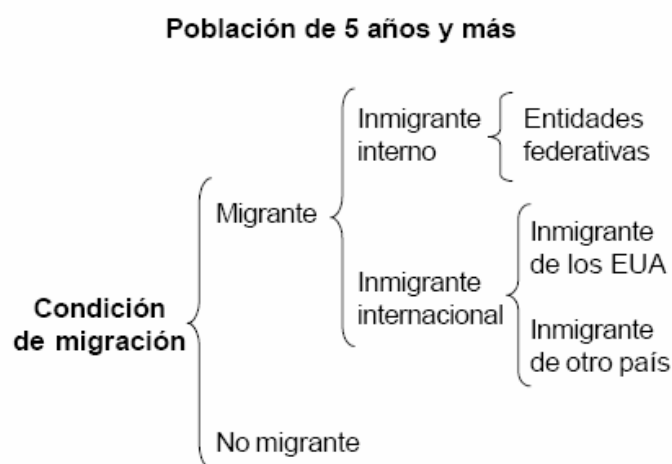 Población de 5 años y más
Condición
de migración
Migrante
Inmigrante
interno
Entidades
federativas
Inmigrante
internacional
Inmigrante
de los EUA
Inmigrante
de otro país
No migrante